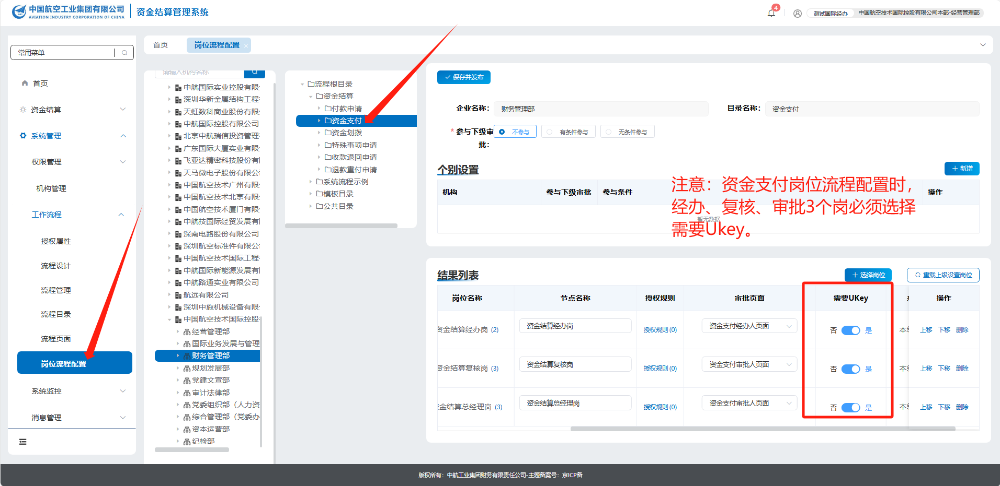 中国航空工业集团有限公司
AVIATION INDUSTRY CORPORATION OF CHINA
资金结算管理系统
4
测试国际经办
中国航空技术国际控股有限公司本部-经营管理部
常用菜单
首页
资金结算
系统管理
权限管理
机构管理
工作流程
授权属性
流程设计
流程管理
流程目录
流程页面
岗位流程配置
系统监控
消息管理
首页
岗位流程配置
请输入机构名称
中航国际实业控股有限
深圳华新金属结构工程
天虹数科商业股份有限
中航国际控股有限公司
北京中航瑞信投资管理
广东国际大厦实业有限
飞亚达精密科技股份有
天马微电子股份有限公
中国航空技术广州有限
中国航空技术北京有限
中国航空技术厦门有限
中航技国际经贸发展有
深南电路股份有限公司
深圳航空标准件有限公
中国航空技术国际工程
中航国际新能源发展有
中航路通实业有限公司
航远有限公司
深圳中施机械设备有限
中国航空技术国际控股
经营管理部
国际业务发展与管理
财务管理部
规划发展部
党建文宣部
审计法律部
党委组织部（人力资
综合管理部（党委办
资本运营部
纪检部
流程根目录
资金结算
付款申请
资金支付
资金划拨
特殊事项申请
收款退回申请
退款重付申请
系统流程示例
模板目录
公共目录
保存并发布
企业名称：
财务管理部
目录名称：
资金支付
* 参与下级审批：
不参与
有条件参与
无条件参与
个别设置
+ 新增
机构
参与下级审批
参与条件
操作
暂无数据
注意：资金支付岗位流程配置时，
经办、复核、审批3个岗必须选择
需要Ukey。
结果列表
+ 选择岗位
重载上级设置岗位
岗位名称
节点名称
授权规则
审批页面
需要UKey
操作
资金结算经办岗 (2)
资金结算经办岗
授权规则(0)
资金支付经办人页面
否
是
本
上移 下移 删除
资金结算复核岗 (3)
资金结算复核岗
授权规则(0)
资金支付审批人页面
否
是
本
上移 下移 删除
金结算总经理岗 (3)
资金结算总经理岗
授权规则(0)
资金支付审批人页面
否
是
本
上移 下移 删除
版权所有：中航工业集团财务有限责任公司-主题备案号：京ICP备